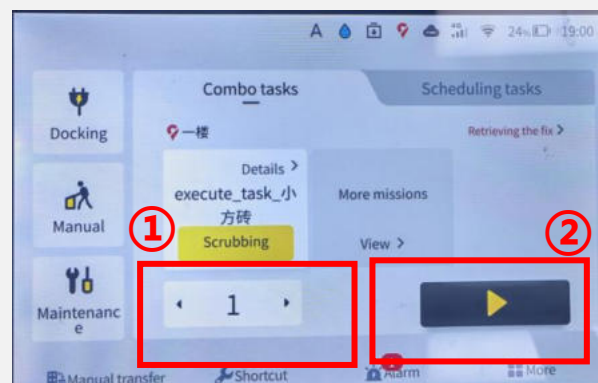 A 4G 24% 19:00
Combo tasks
Scheduling tasks
Docking
一楼
Retrieving the fix >
Details >
execute_task_小
方砖
More missions
Manual
①
Scrubbing
View >
②
Maintenanc
e
1
Manual transfer
Shortcut
Alarm
More